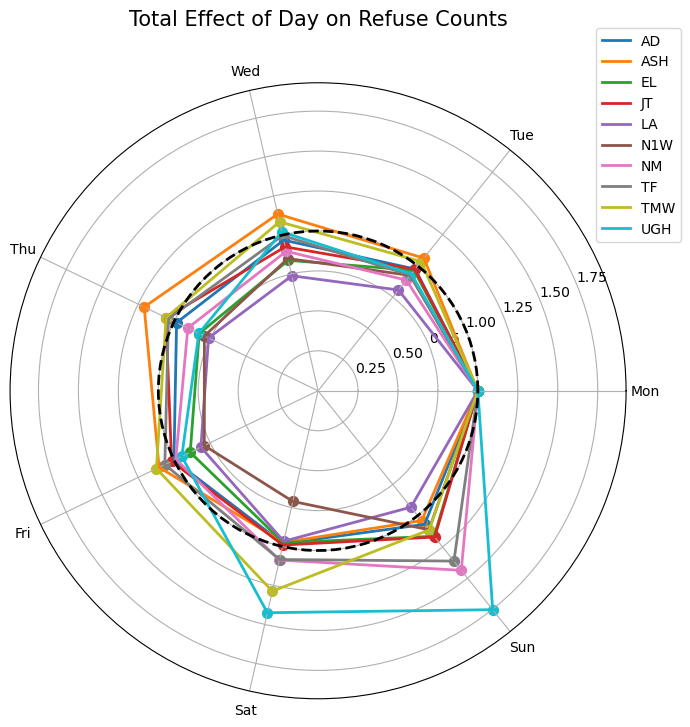 Total Effect of Day on Refuse Counts
AD
ASH
EL
JT
LA
N1W
NM
TF
TMW
UGH
Wed
Tue
Thu
1.75
1.50
1.25
1.00
0.50
0.25
Mon
Fri
Sun
Sat